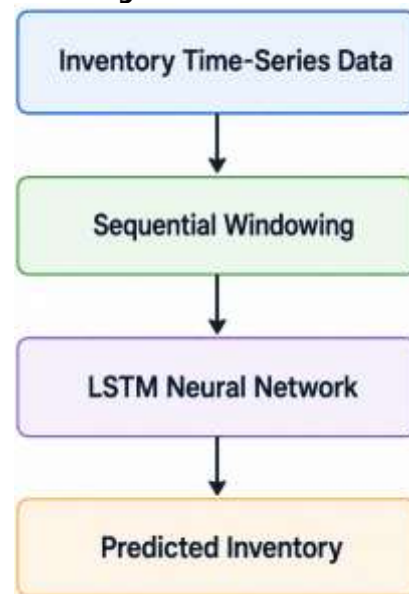 Inventory Time-Series Data
Sequential Windowing
LSTM Neural Network
Predicted Inventory